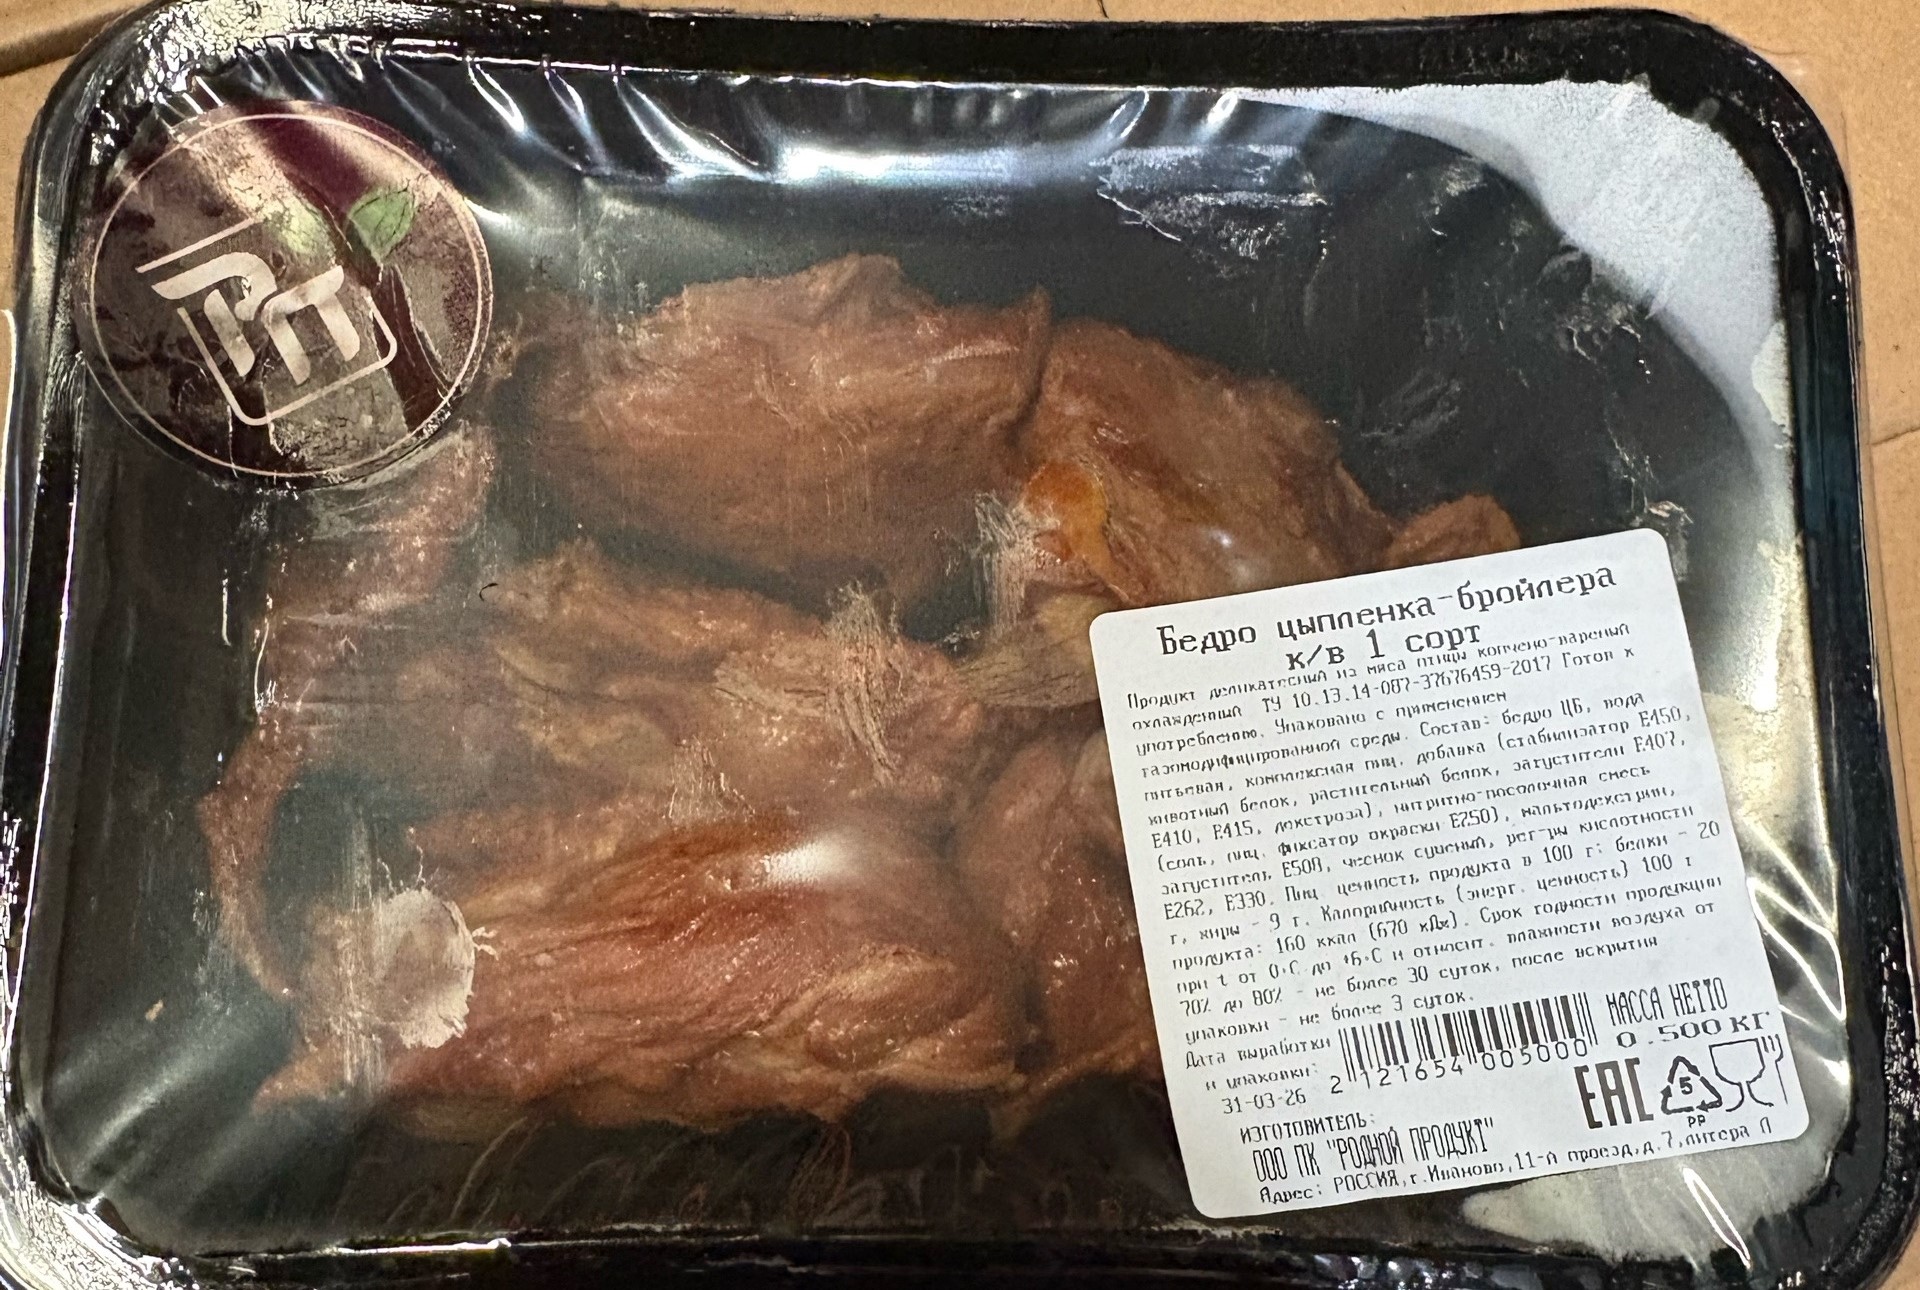 РП
Бедро цыпленка-бройлера
к/в 1 сорт
Продукт деликатесный из мяса птицы копчено-вареный
охлажденный ТУ 10.13.14-087-37676459-2017 Готов к
употреблению. Упаковано с применением
газомодифицированной среды. Состав: бедро ЦБ, вода
питьевая, комплексная пищ. добавка (стабилизатор Е450,
животный белок, растительный белок, загустители Е407,
Е410, Е415, декстроза), нитритно-посолочная смесь
(соль, пищ. фиксатор окраски Е250), мальтодекстрин,
загуститель Е508, чеснок сушеный, рег-ры кислотности
Е262, Е330. Пищ. ценность продукта в 100 г: белки - 20
г, жиры - 9 г. Калорийность (энерг. ценность) 100 г
продукта: 160 ккал (670 кДж). Срок годности продукции
при t от 0°С до +6°С и относит. влажности воздуха от
70% до 80% - не более 30 суток, после вскрытия
упаковки - не более 3 суток.
Дата выработки
и упаковки:
31-03-26
2 121654 005000
МАССА НЕТТО
0.500 кг
ЕАС
5
PP
ИЗГОТОВИТЕЛЬ:
ООО ПК "РОДНОЙ ПРОДУКТ"
Адрес: РОССИЯ, г.Иваново, 11-й проезд, д.7, литера